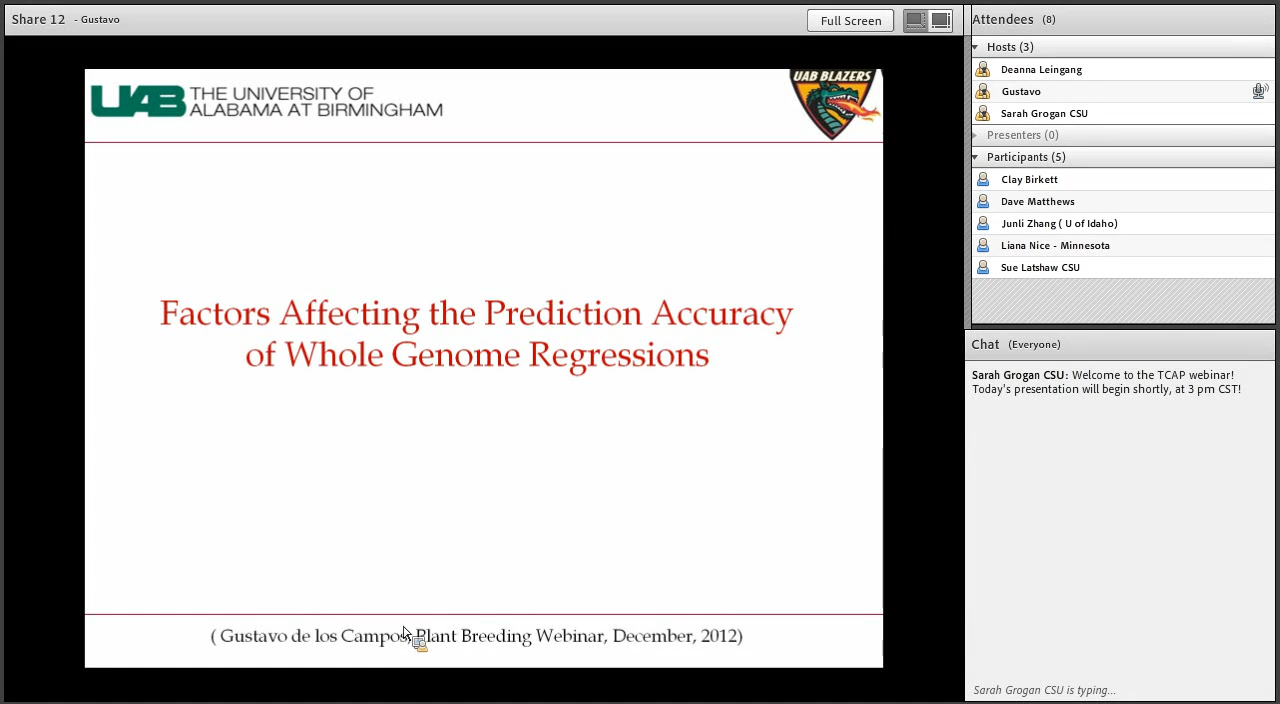 Share 12 - Gustavo
Full Screen
UAB THE UNIVERSITY OF
ALABAMA AT BIRMINGHAM
UAB BLAZERS
Factors Affecting the Prediction Accuracy
of Whole Genome Regressions
( Gustavo de los Campos, Plant Breeding Webinar, December, 2012)
Attendees (8)
Hosts (3)
Deanna Leingang
Gustavo
Sarah Grogan CSU
Presenters (0)
Participants (5)
Clay Birkett
Dave Matthews
Junli Zhang ( U of Idaho)
Liana Nice - Minnesota
Sue Latshaw CSU
Chat (Everyone)
Sarah Grogan CSU: Welcome to the TCAP webinar!
Today's presentation will begin shortly, at 3 pm CST!
Sarah Grogan CSU is typing...